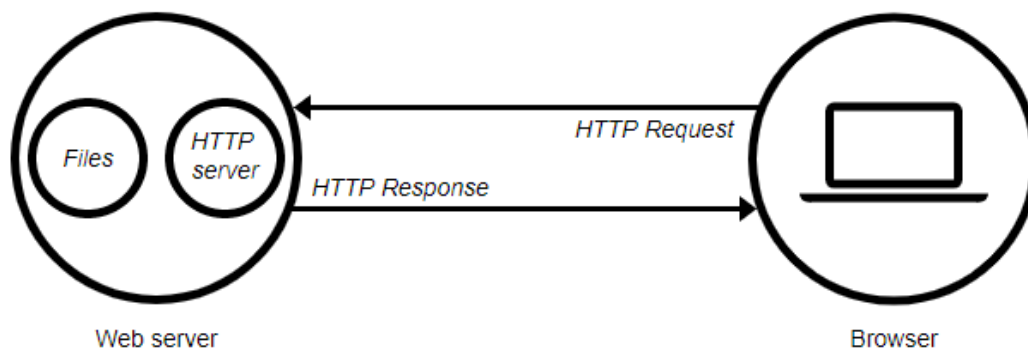 Files
HTTP
server
HTTP Request
HTTP Response
Web server
Browser